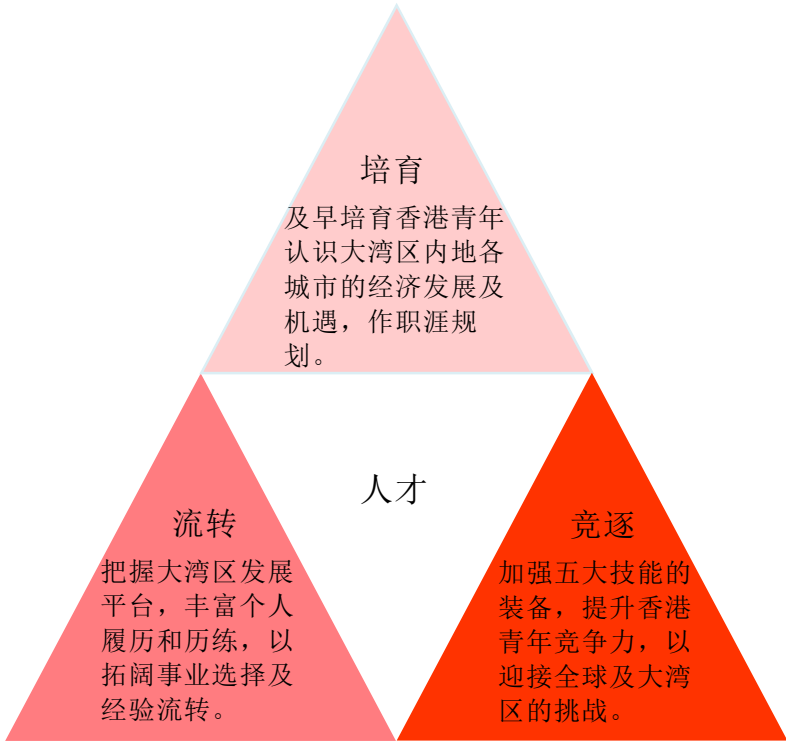 培育
及早培育香港青年
认识大湾区内地各
城市的经济发展及
机遇，作职涯规
划。
人才
流转
把握大湾区发展
平台，丰富个人
履历和历练，以
拓阔事业选择及
经验流转。
竞逐
加强五大技能的
装备，提升香港
青年竞争力，以
迎接全球及大湾
区的挑战。